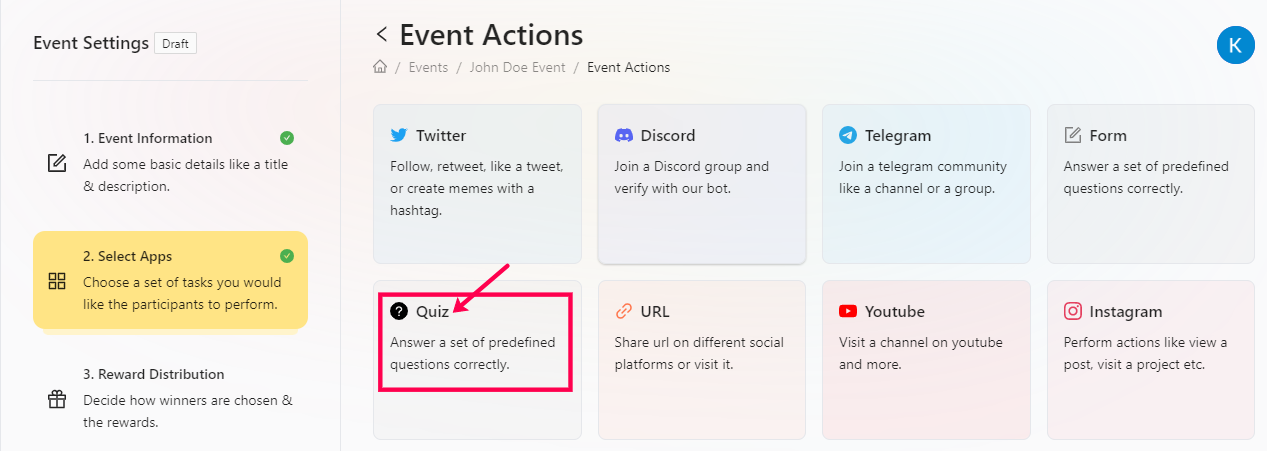 Event Settings Draft
1. Event Information
Add some basic details like a title
& description.
2. Select Apps
Choose a set of tasks you would
like the participants to perform.
3. Reward Distribution
Decide how winners are chosen &
the rewards.
Event Actions
K
/ Events / John Doe Event / Event Actions
Twitter
Follow, retweet, like a tweet,
or create memes with a
hashtag.
Discord
Join a Discord group and
verify with our bot.
Telegram
Join a telegram community
like a channel or a group.
Form
Answer a set of predefined
questions correctly.
Quiz
Answer a set of predefined
questions correctly.
URL
Share url on different social
platforms or visit it.
Youtube
Visit a channel on youtube
and more.
Instagram
Perform actions like view a
post, visit a project etc.